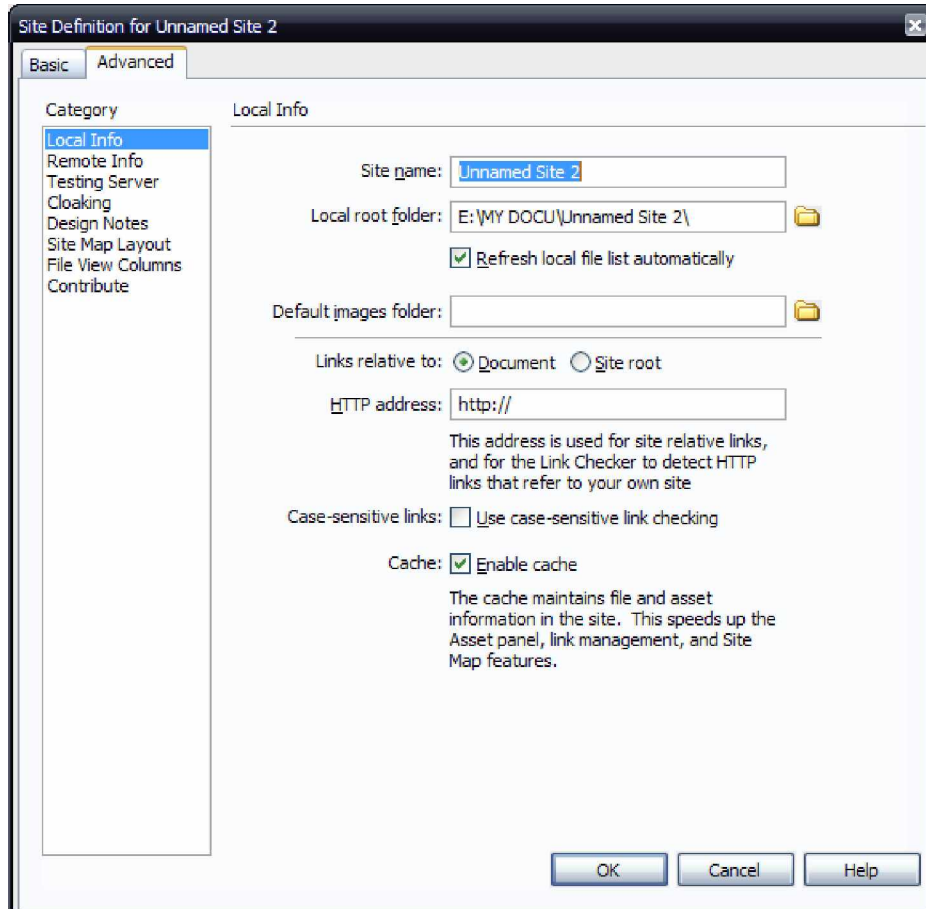 Site Definition for Unnamed Site 2
Basic
Advanced
Category
Local Info
Remote Info
Testing Server
Cloaking
Design Notes
Site Map Layout
File View Columns
Contribute
Local Info
Site name: Unnamed Site 2
Local root folder: E:\MY DOCU\Unnamed Site 2\
Refresh local file list automatically
Default images folder:
Links relative to: Document Site root
HTTP address: http://
This address is used for site relative links,
and for the Link Checker to detect HTTP
links that refer to your own site
Case-sensitive links: Use case-sensitive link checking
Cache: Enable cache
The cache maintains file and asset
information in the site. This speeds up the
Asset panel, link management, and Site
Map features.
OK Cancel Help